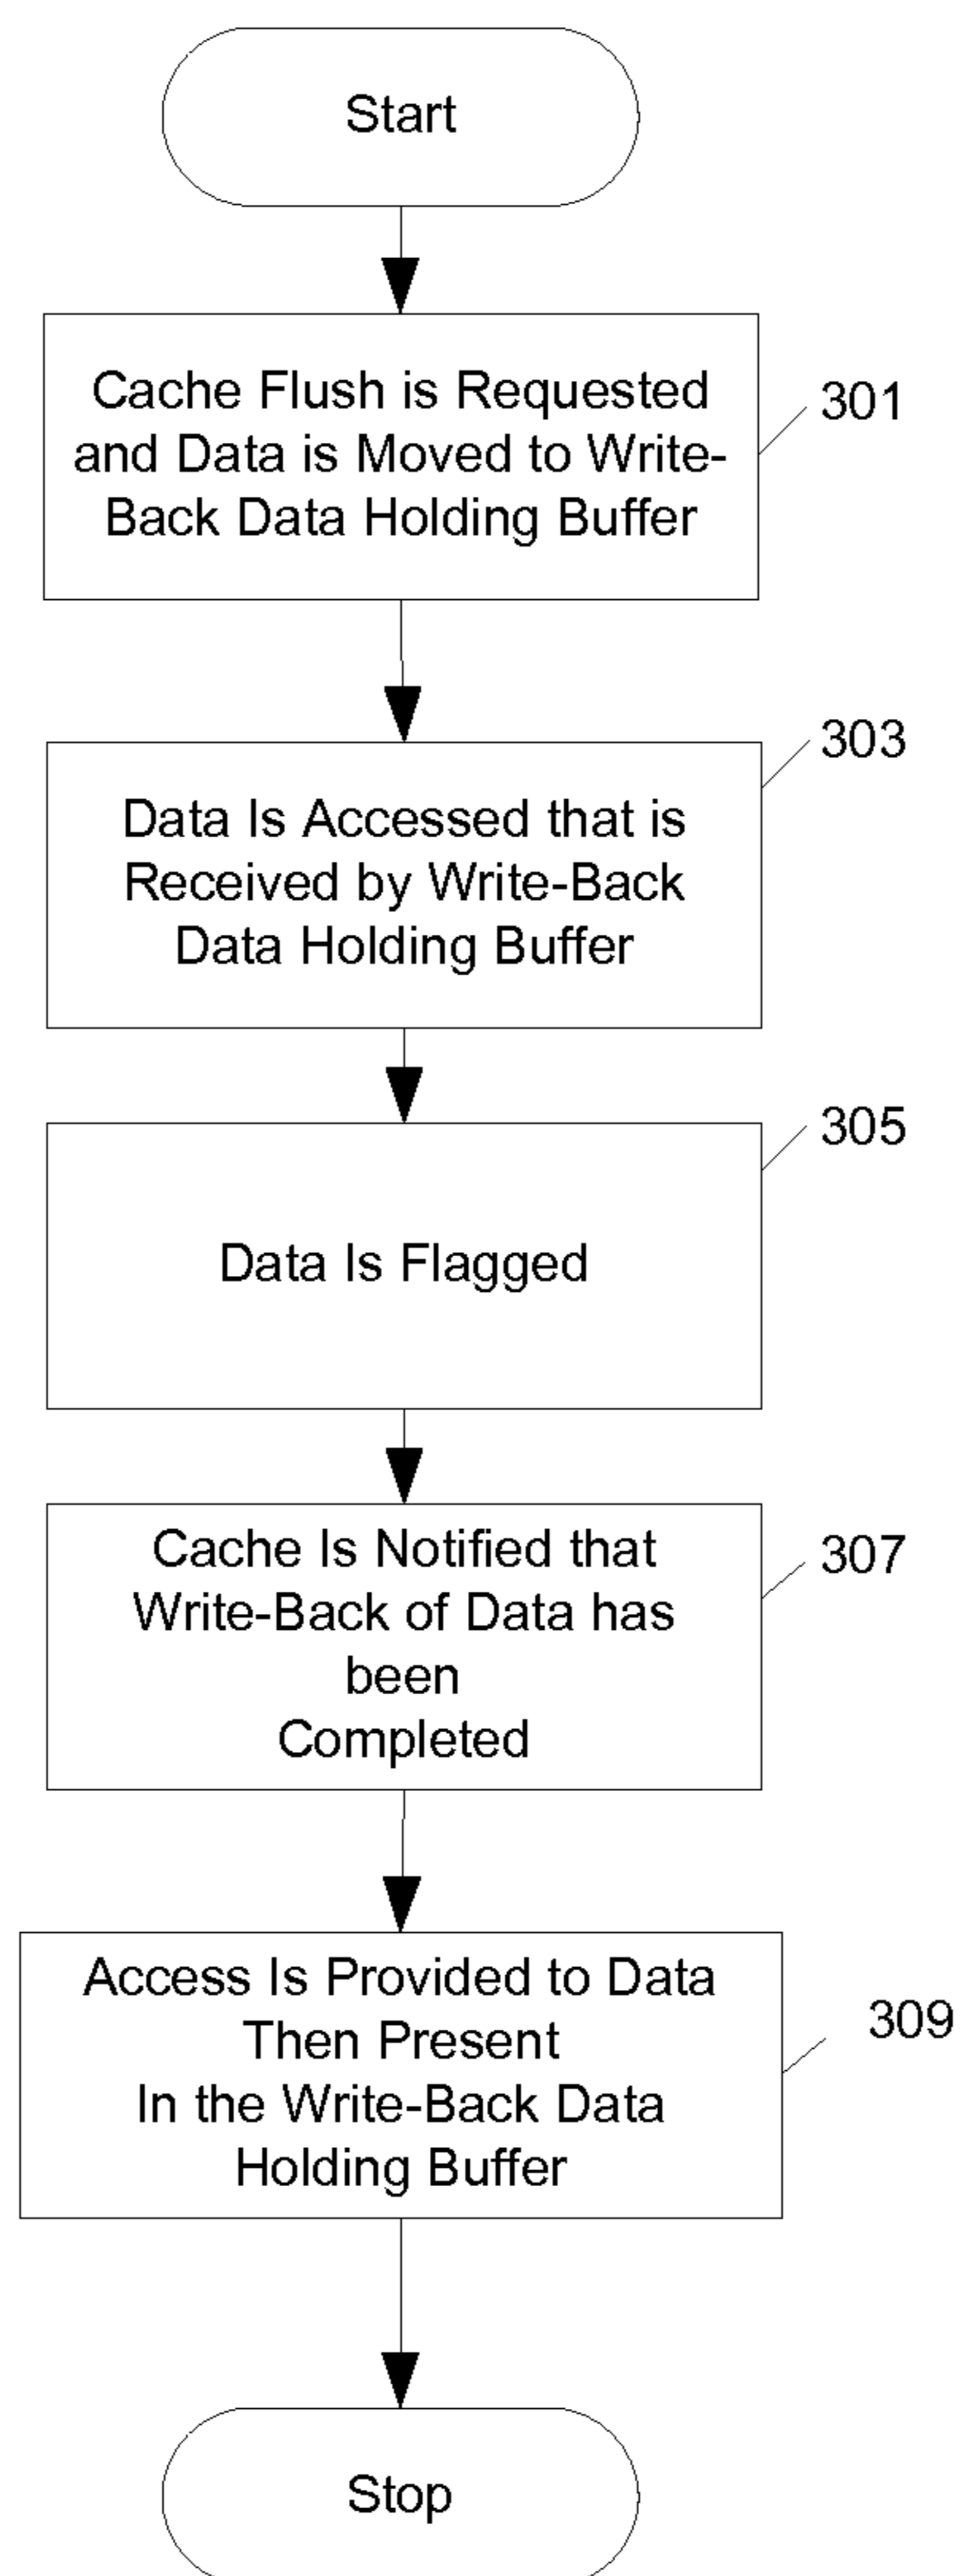 Start
Cache Flush is Requested
and Data is Moved to Write-
Back Data Holding Buffer
301
Data Is Accessed that is
Received by Write-Back
Data Holding Buffer
303
Data Is Flagged
305
Cache Is Notified that
Write-Back of Data has
been
Completed
307
Access Is Provided to Data
Then Present
In the Write-Back Data
Holding Buffer
309
Stop